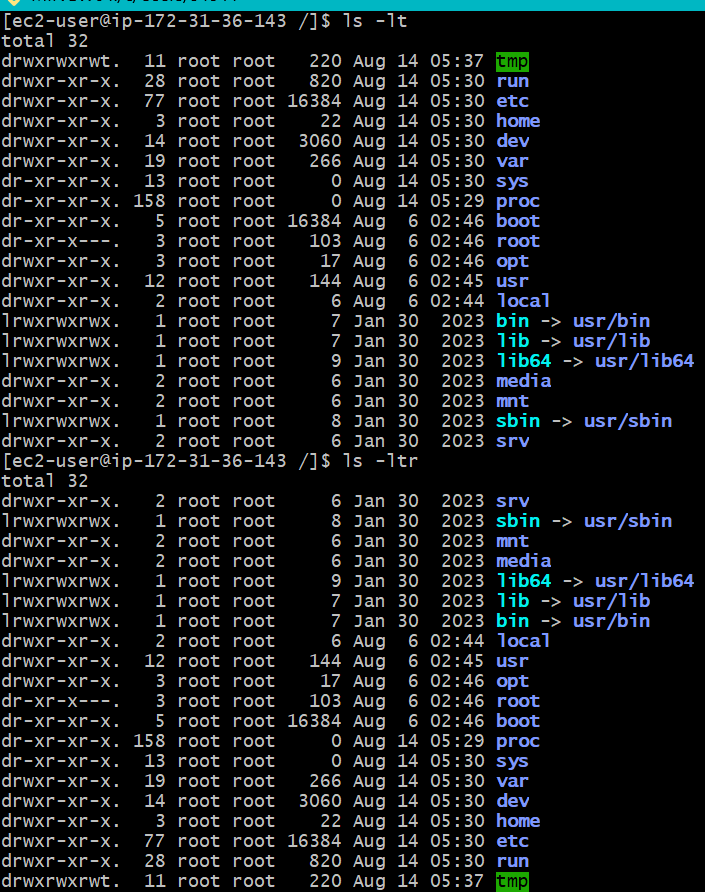 [ec2-user@ip-172-31-36-143 /]$ ls -lt
total 32
drwxrwxrwt.  11 root root   220 Aug 14 05:37 tmp
drwxr-xr-x.  28 root root   820 Aug 14 05:30 run
drwxr-xr-x.  77 root root 16384 Aug 14 05:30 etc
drwxr-xr-x.   3 root root    22 Aug 14 05:30 home
drwxr-xr-x.  14 root root  3060 Aug 14 05:30 dev
drwxr-xr-x.  19 root root   266 Aug 14 05:30 var
dr-xr-xr-x.  13 root root     0 Aug 14 05:30 sys
dr-xr-xr-x. 158 root root     0 Aug 14 05:29 proc
dr-xr-xr-x.   5 root root 16384 Aug  6 02:46 boot
dr-xr-x---.   3 root root   103 Aug  6 02:46 root
drwxr-xr-x.   3 root root    17 Aug  6 02:46 opt
drwxr-xr-x.  12 root root   144 Aug  6 02:45 usr
drwxr-xr-x.   2 root root     6 Aug  6 02:44 local
lrwxrwxrwx.   1 root root     7 Jan 30  2023 bin -> usr/bin
lrwxrwxrwx.   1 root root     7 Jan 30  2023 lib -> usr/lib
lrwxrwxrwx.   1 root root     9 Jan 30  2023 lib64 -> usr/lib64
drwxr-xr-x.   2 root root     6 Jan 30  2023 media
drwxr-xr-x.   2 root root     6 Jan 30  2023 mnt
lrwxrwxrwx.   1 root root     8 Jan 30  2023 sbin -> usr/sbin
drwxr-xr-x.   2 root root     6 Jan 30  2023 srv
[ec2-user@ip-172-31-36-143 /]$ ls -ltr
total 32
drwxr-xr-x.   2 root root     6 Jan 30  2023 srv
lrwxrwxrwx.   1 root root     8 Jan 30  2023 sbin -> usr/sbin
drwxr-xr-x.   2 root root     6 Jan 30  2023 mnt
drwxr-xr-x.   2 root root     6 Jan 30  2023 media
lrwxrwxrwx.   1 root root     9 Jan 30  2023 lib64 -> usr/lib64
lrwxrwxrwx.   1 root root     7 Jan 30  2023 lib -> usr/lib
lrwxrwxrwx.   1 root root     7 Jan 30  2023 bin -> usr/bin
drwxr-xr-x.   2 root root     6 Aug  6 02:44 local
drwxr-xr-x.  12 root root   144 Aug  6 02:45 usr
drwxr-xr-x.   3 root root    17 Aug  6 02:46 opt
dr-xr-x---.   3 root root   103 Aug  6 02:46 root
dr-xr-xr-x.   5 root root 16384 Aug  6 02:46 boot
dr-xr-xr-x. 158 root root     0 Aug 14 05:29 proc
dr-xr-xr-x.  13 root root     0 Aug 14 05:30 sys
drwxr-xr-x.  19 root root   266 Aug 14 05:30 var
drwxr-xr-x.  14 root root  3060 Aug 14 05:30 dev
drwxr-xr-x.   3 root root    22 Aug 14 05:30 home
drwxr-xr-x.  77 root root 16384 Aug 14 05:30 etc
drwxr-xr-x.  28 root root   820 Aug 14 05:30 run
drwxrwxrwt.  11 root root   220 Aug 14 05:37 tmp